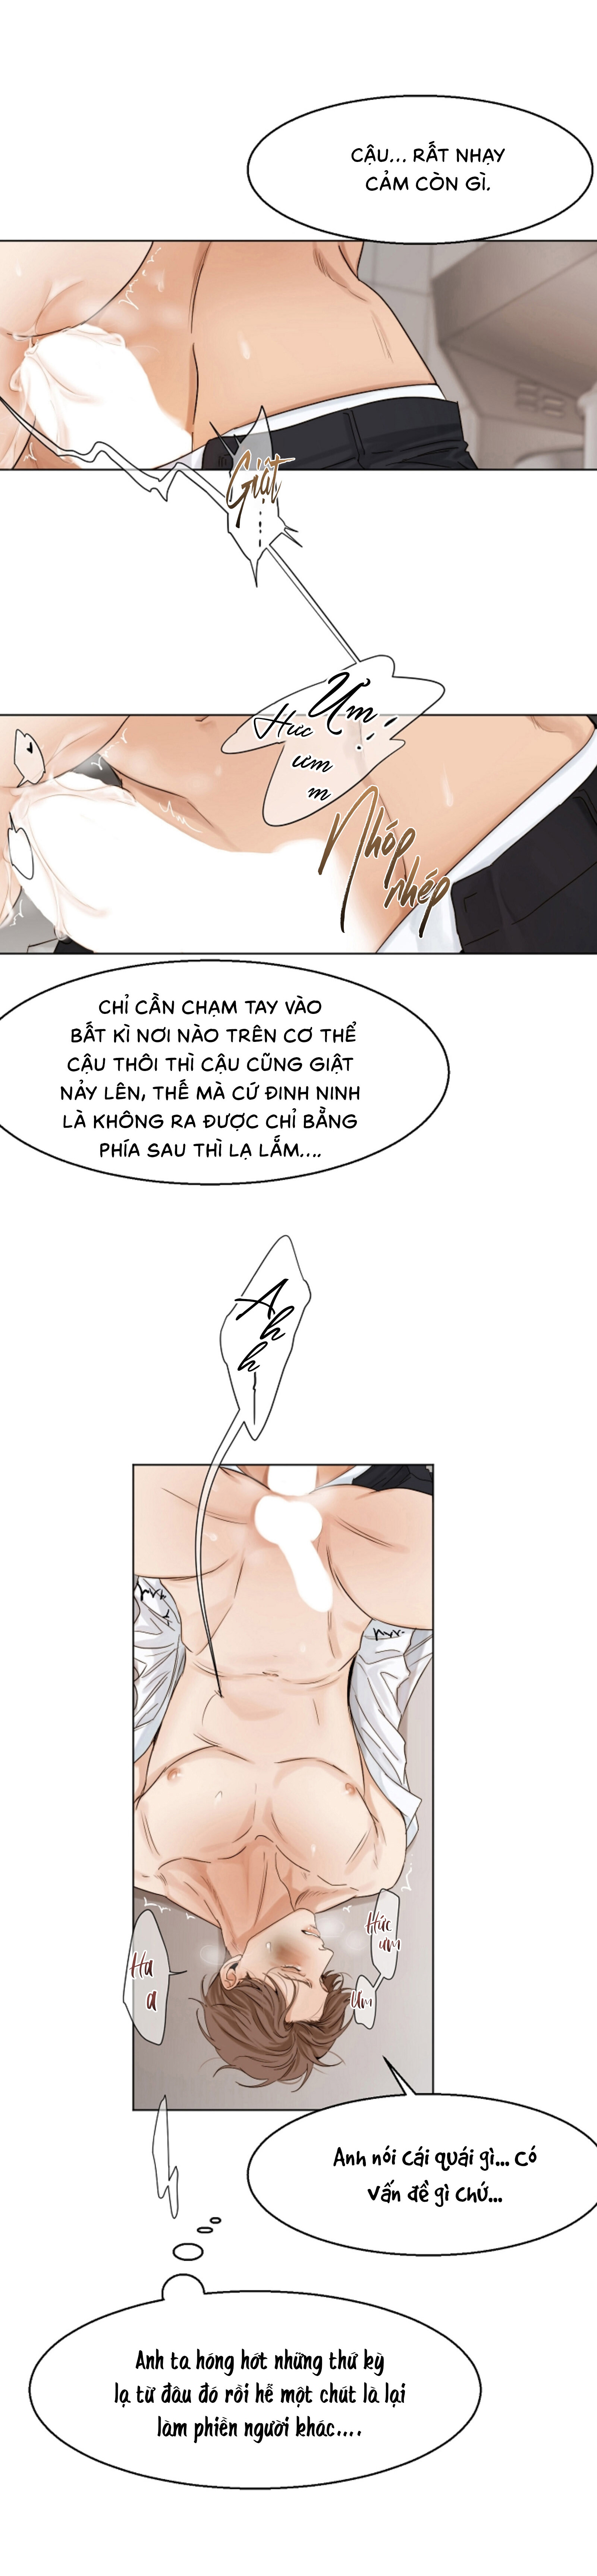 CẬU... RẤT NHẠY
CẢM CÒN GÌ.
Giật
...
Ưm!
Hưc
ưm
m
Nhóp
nhép
CHỈ CẦN CHẠM TAY VÀO
BẤT KÌ NƠI NÀO TRÊN CƠ THỂ
CẬU THÔI THÌ CẬU CŨNG GIẬT
NẢY LÊN, THẾ MÀ CỨ ĐINH NINH
LÀ KHÔNG RA ĐƯỢC CHỈ BẰNG
PHÍA SAU THÌ LẠ LẮM....
A
h
h
Hức
ưm
Ưm
Ha
a
Anh nói cái quái gì... Có
vấn đề gì chứ...
Anh ta hóng hớt những thứ kỳ
lạ từ đâu đó rồi hễ một chút là lại
làm phiền người khác....